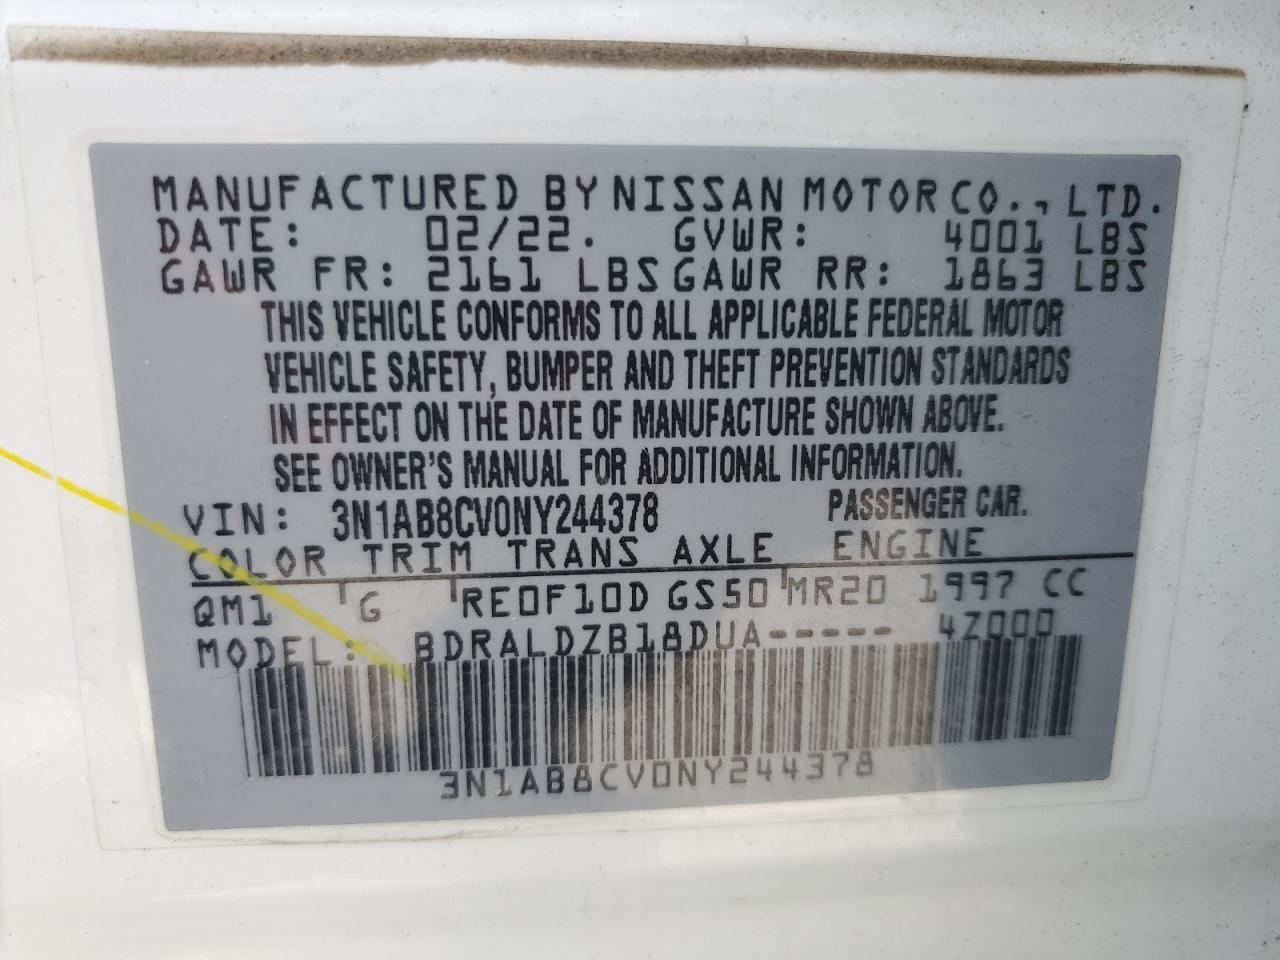 MANUFACTURED BY NISSAN MOTOR CO., LTD.
DATE: 02/22. GVWR: 4001 LBS
GAWR FR: 2161 LBS GAWR RR: 1863 LBS
THIS VEHICLE CONFORMS TO ALL APPLICABLE FEDERAL MOTOR
VEHICLE SAFETY, BUMPER AND THEFT PREVENTION STANDARDS
IN EFFECT ON THE DATE OF MANUFACTURE SHOWN ABOVE.
SEE OWNER'S MANUAL FOR ADDITIONAL INFORMATION.
VIN: 3N1AB8CV0NY244378 PASSENGER CAR.
COLOR TRIM TRANS AXLE ENGINE
QM1 G RE0F10D GS50 MR20 1997 CC
MODEL: BDRALDZB18DUA----- 4Z000
3N1AB8CV0NY244378